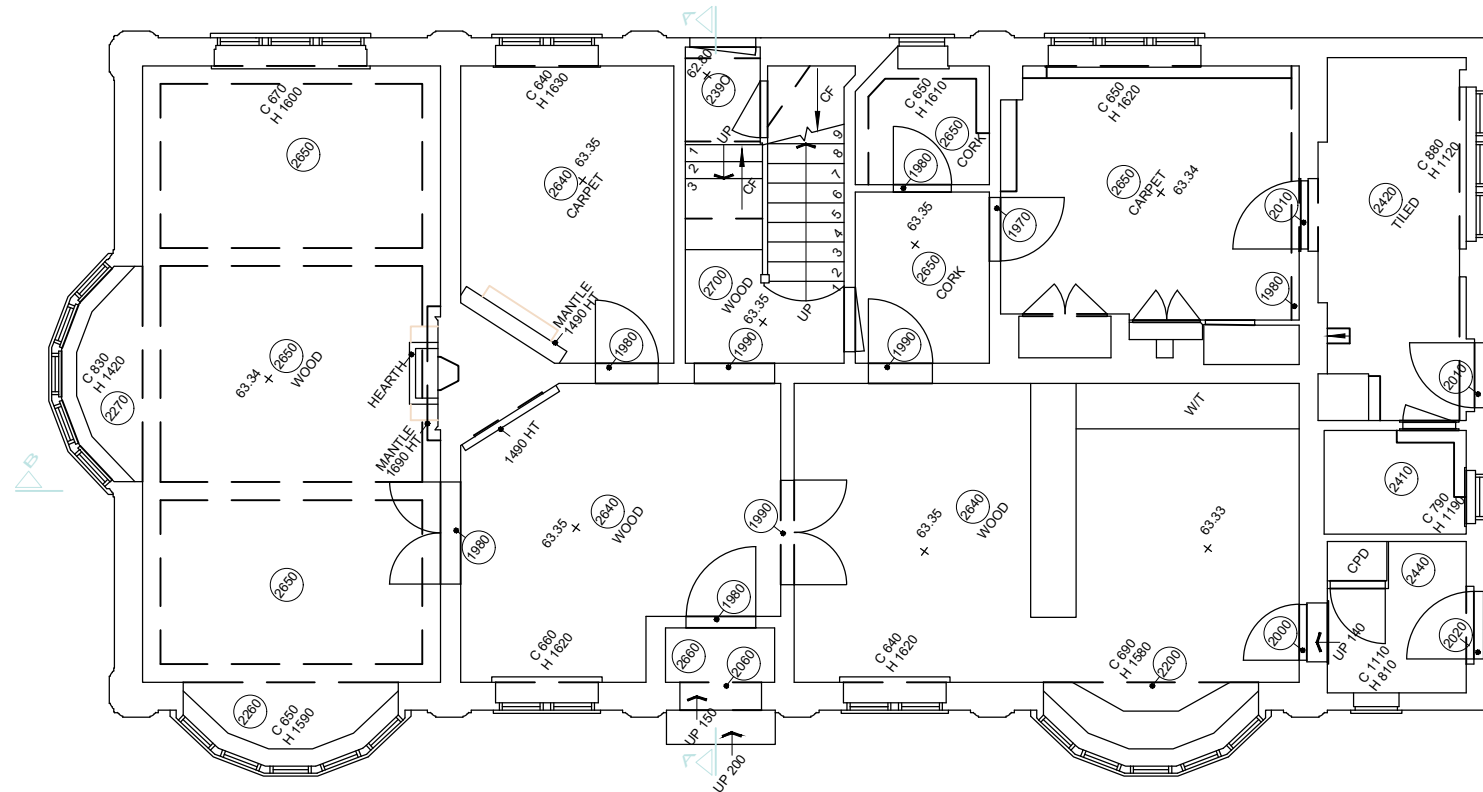 A
C 670
H 1600
2650
C 640
H 1630
2640
63.35
CARPET
62.80
2390
UP
1
2
3
CF
CF
9
8
7
6
5
4
3
2
1
UP
2700
WOOD
63.35
1990
C 650
H 1610
2650
CORK
1980
63.35
2650
CORK
1990
C 650
H 1620
2650
CARPET
63.34
1970
2010
1980
C 880
H 1120
2420
TILED
2010
C 830
H 1420
2270
63.34
2650
WOOD
HEARTH
MANTLE
1690 HT
MANTLE
1490 HT
1980
1490 HT
B
2650
1980
63.35
2640
WOOD
1990
63.35
2640
WOOD
W/T
63.33
2410
C 790
H 1190
CPD
2440
2000
UP 140
2020
C 1110
H 810
2260
C 650
H 1590
C 660
H 1620
1980
2660
2060
UP 150
UP 200
C 640
H 1620
C 690
H 1580
2200
A